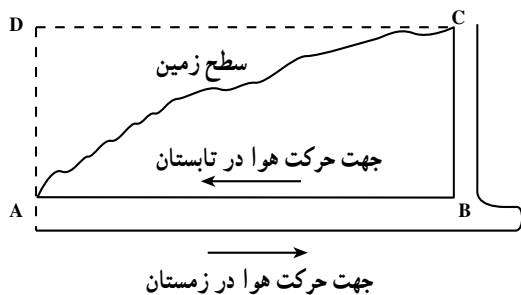 D
C
سطح زمین
جهت حرکت هوا در تابستان
A
B
جهت حرکت هوا در زمستان